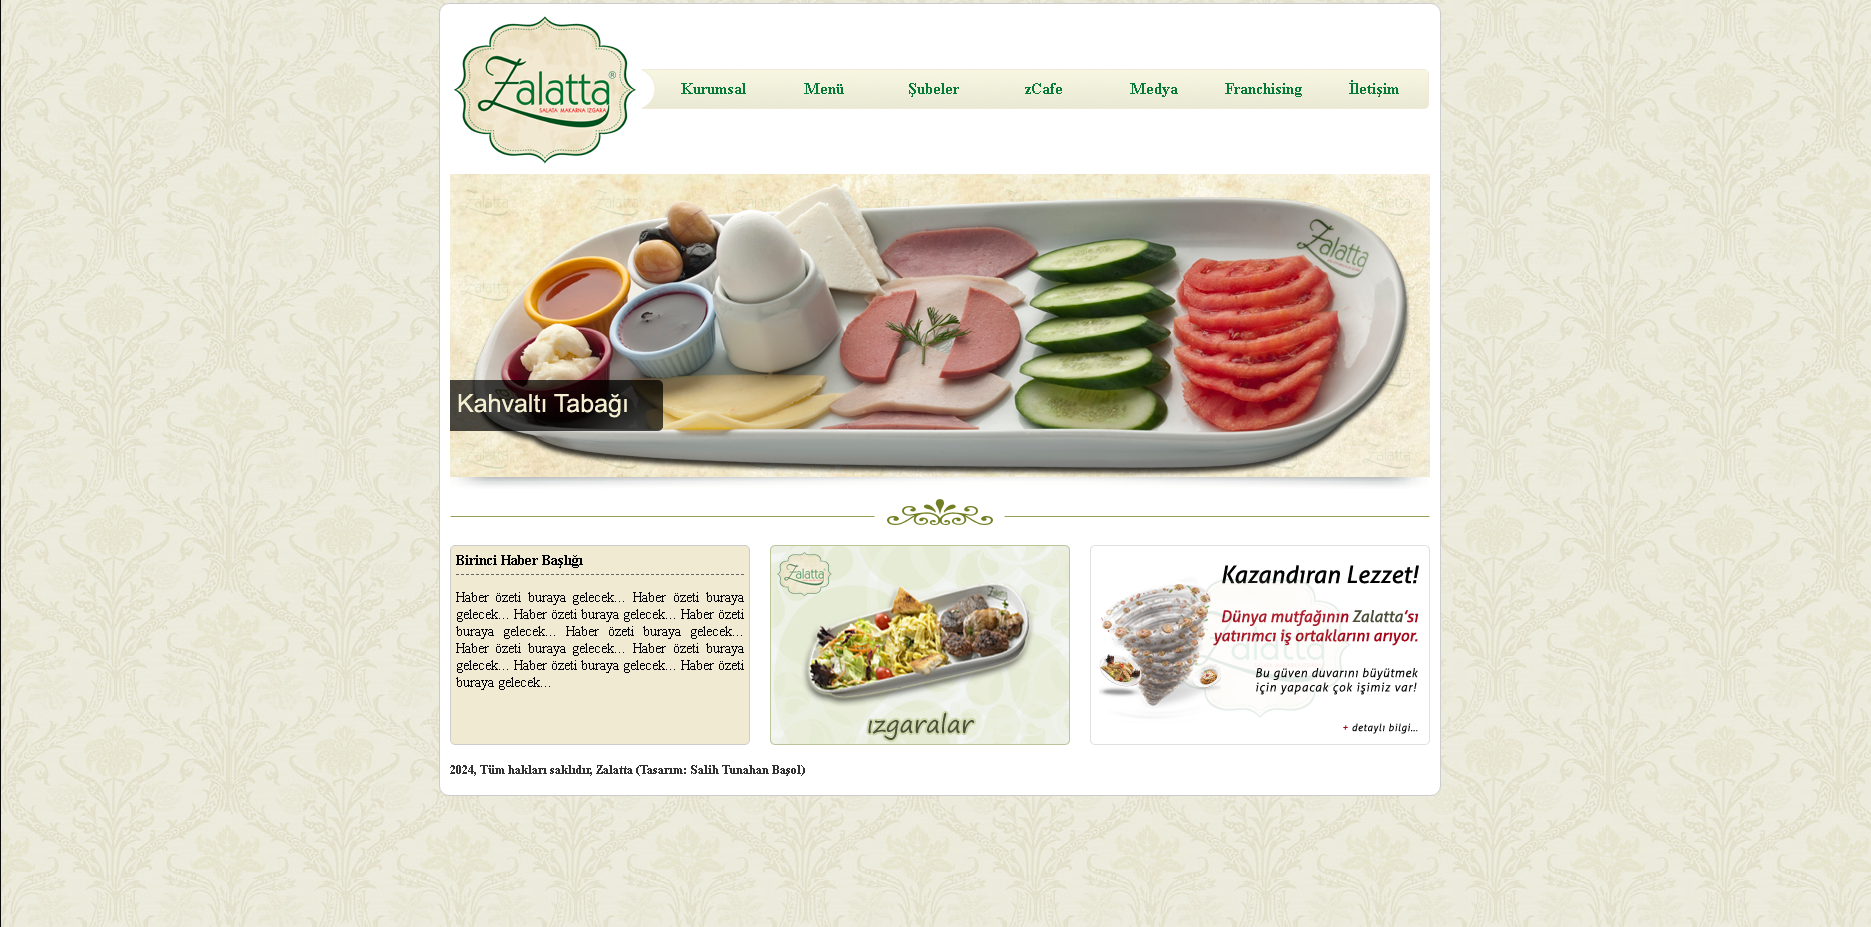 Zalatta®
SALATA MAKARNA IZGARA
Kurumsal Menü Şubeler zCafe Medya Franchising İletişim
Zalatta
Kahvaltı Tabağı
Birinci Haber Başlığı
Haber özeti buraya gelecek... Haber özeti buraya
gelecek... Haber özeti buraya gelecek... Haber özeti
buraya gelecek... Haber özeti buraya gelecek...
Haber özeti buraya gelecek... Haber özeti buraya
gelecek... Haber özeti buraya gelecek... Haber özeti
buraya gelecek...
Zalatta
Zalatta
ızgaralar
Kazandıran Lezzet!
Dünya mutfağının Zalatta'sı
yatırımcı iş ortaklarını arıyor.
Zalatta
Bu güven duvarını büyütmek
için yapacak çok işimiz var!
+ detaylı bilgi...
2024, Tüm hakları saklıdır, Zalatta (Tasarım: Salih Tunahan Başol)